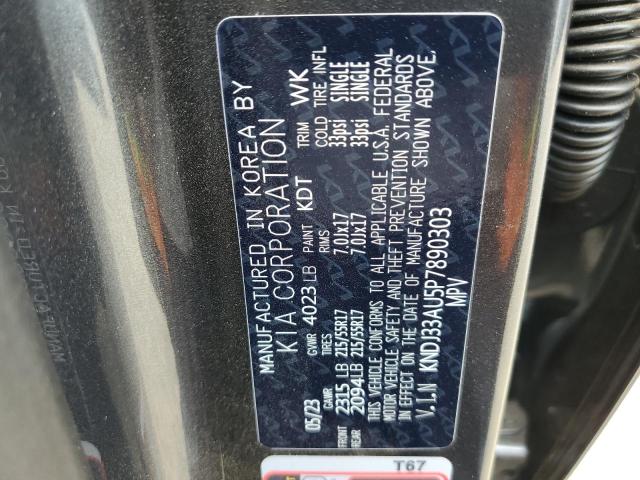 MANUFACTURED IN KOREA BY
KIA CORPORATION
05/23 GVWR 4023 LB PAINT KDT TRIM WK
GAWR TIRES RIMS COLD TIRE INFL
FRONT 2315 LB 215/55R17 7.0Jx17 33psi SINGLE
REAR 2094LB 215/55R17 7.0Jx17 33psi SINGLE
THIS VEHICLE CONFORMS TO ALL APPLICABLE U.S.A. FEDERAL
MOTOR VEHICLE SAFETY AND THEFT PREVENTION STANDARDS
IN EFFECT ON THE DATE OF MANUFACTURE SHOWN ABOVE.
V.I.N KNDJ33AU5P7890303
MPV
T67